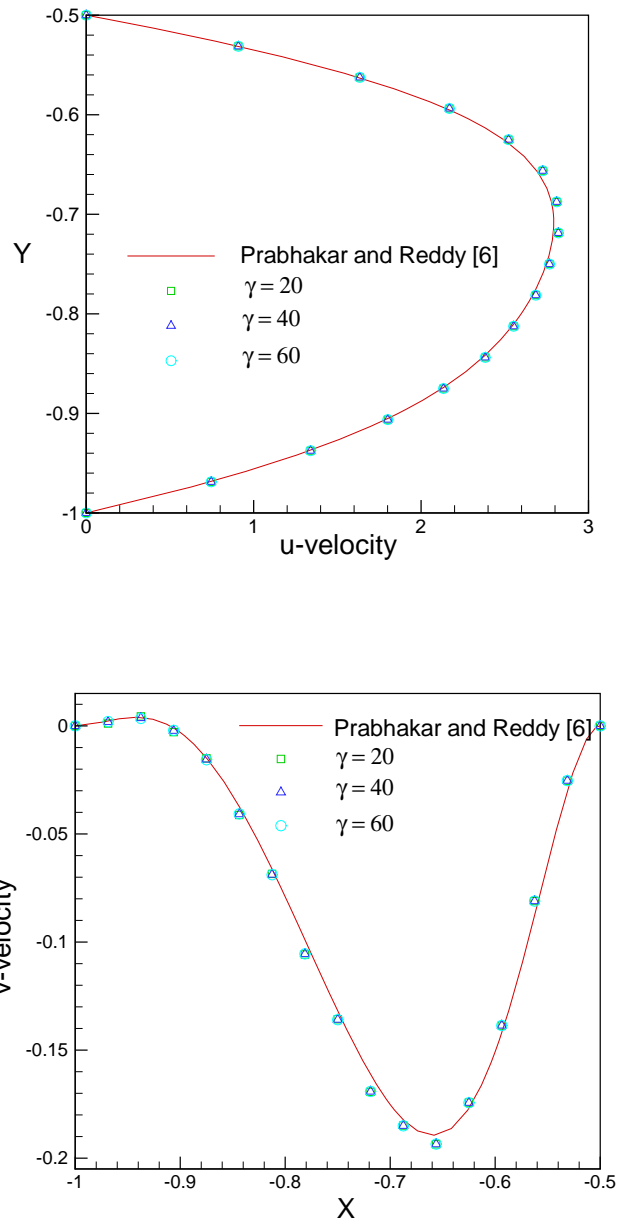 -0.5
-0.6
-0.7
Y
Prabhakar and Reddy [6]
γ = 20
-0.8
γ = 40
γ = 60
-0.9
-1
0
1
2
3
u-velocity
0
Prabhakar and Reddy [6]
γ = 20
γ = 40
-0.05
γ = 60
v-velocity
-0.1
-0.15
-0.2
-1
-0.9
-0.8
-0.7
-0.6
-0.5
X